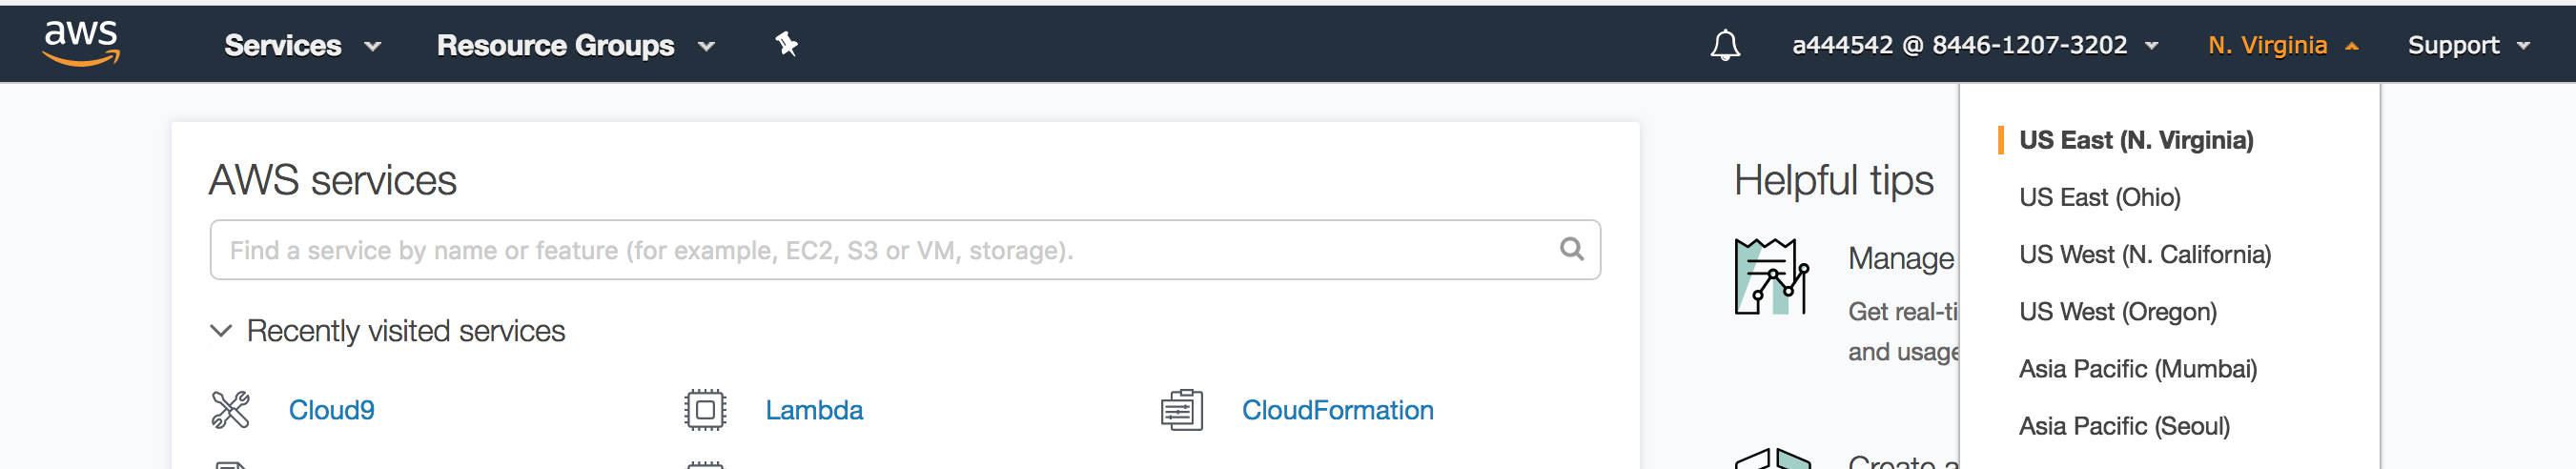 aws
Services
Resource Groups
a444542 @ 8446-1207-3202
N. Virginia
Support
AWS services
Find a service by name or feature (for example, EC2, S3 or VM, storage).
Recently visited services
Cloud9
Lambda
CloudFormation
Helpful tips
Manage
Get real-ti
and usage
Create a
US East (N. Virginia)
US East (Ohio)
US West (N. California)
US West (Oregon)
Asia Pacific (Mumbai)
Asia Pacific (Seoul)